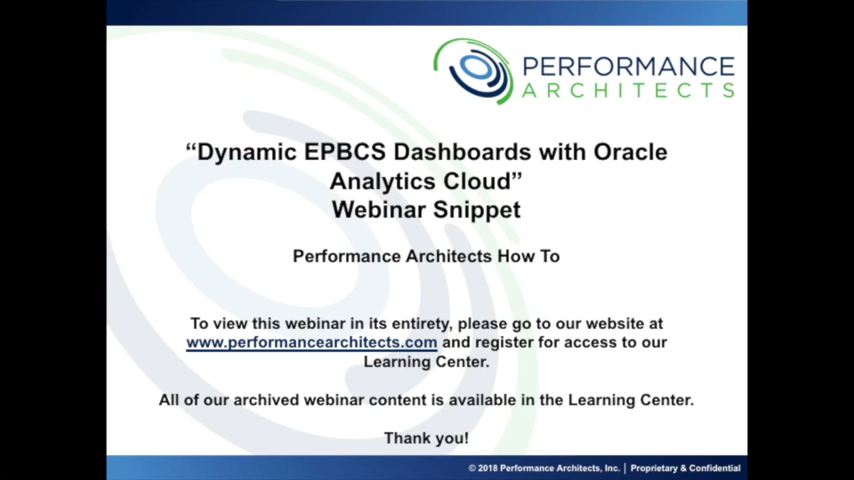 PERFORMANCE
ARCHITECTS
“Dynamic EPBCS Dashboards with Oracle
Analytics Cloud”
Webinar Snippet
Performance Architects How To
To view this webinar in its entirety, please go to our website at
www.performancearchitects.com and register for access to our
Learning Center.
All of our archived webinar content is available in the Learning Center.
Thank you!
© 2018 Performance Architects, Inc. | Proprietary & Confidential